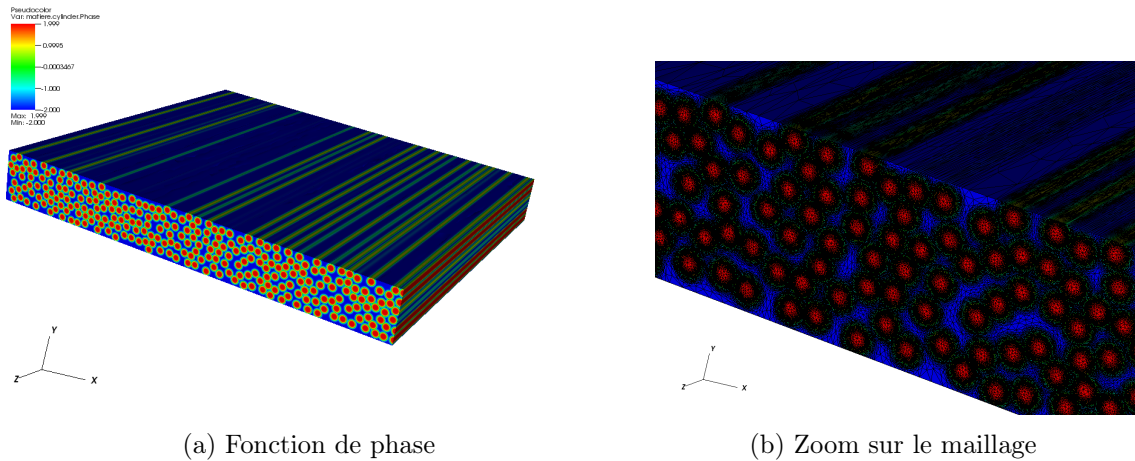 Pseudocolor
Var: matiere.cylinder.Phase
1.999
0.9995
-0.0003467
-1.000
-2.000
Max: 1.999
Min: -2.000
Y
Z
X
Y
Z
X
(a) Fonction de phase
(b) Zoom sur le maillage